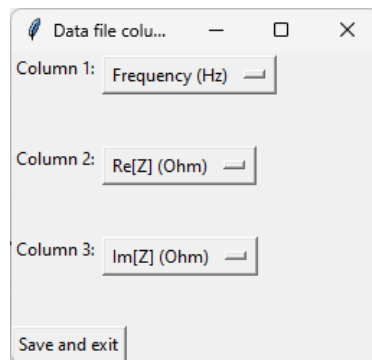 Data file colu...
Column 1: Frequency (Hz)
Column 2: Re[Z] (Ohm)
Column 3: Im[Z] (Ohm)
Save and exit